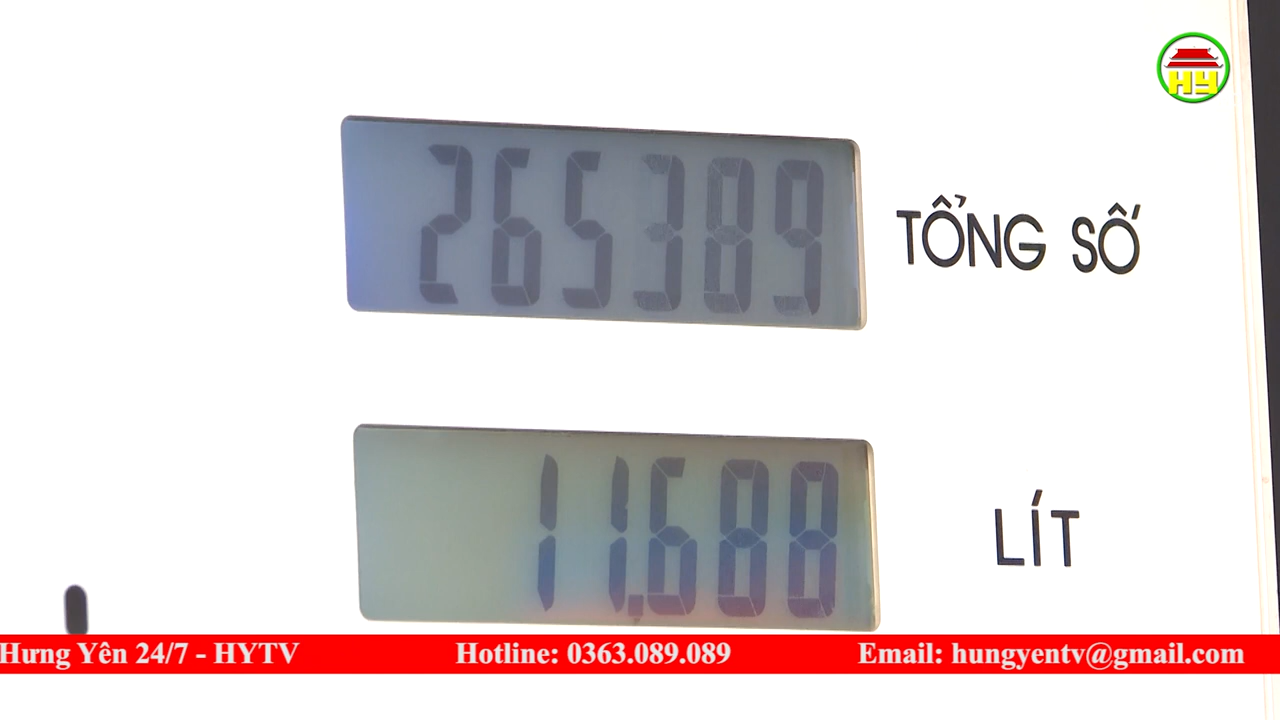 HY
265389
TỔNG SỐ
11,688
LÍT
Hưng Yên 24/7 - HYTV Hotline: 0363.089.089 Email: hungyentv@gmail.com